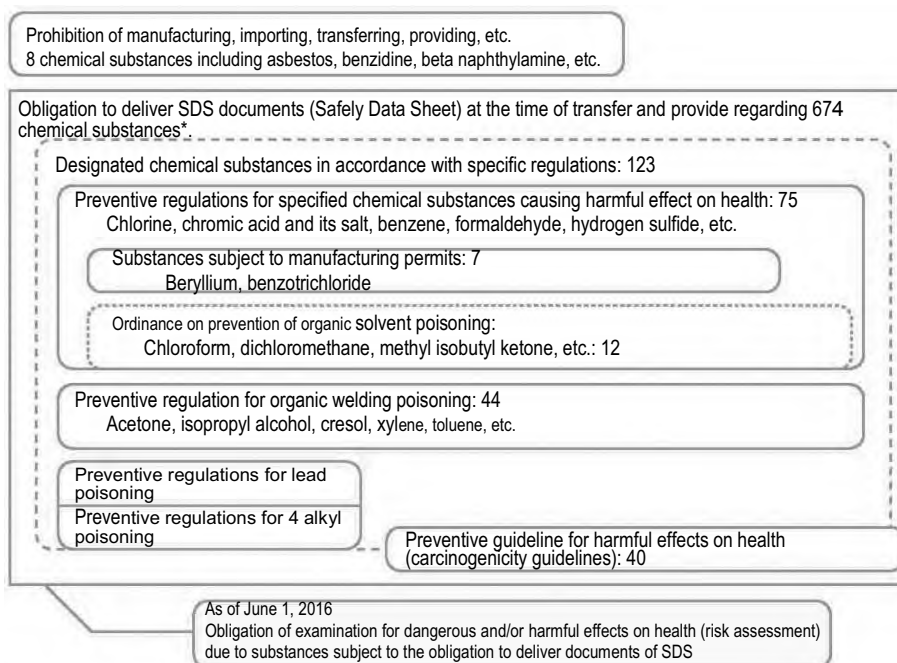 Prohibition of manufacturing, importing, transferring, providing, etc.
8 chemical substances including asbestos, benzidine, beta naphthylamine, etc.
Obligation to deliver SDS documents (Safely Data Sheet) at the time of transfer and provide regarding 674
chemical substances*.
Designated chemical substances in accordance with specific regulations: 123
Preventive regulations for specified chemical substances causing harmful effect on health: 75
Chlorine, chromic acid and its salt, benzene, formaldehyde, hydrogen sulfide, etc.
Substances subject to manufacturing permits: 7
Beryllium, benzotrichloride
Ordinance on prevention of organic solvent poisoning:
Chloroform, dichloromethane, methyl isobutyl ketone, etc.: 12
Preventive regulation for organic welding poisoning: 44
Acetone, isopropyl alcohol, cresol, xylene, toluene, etc.
Preventive regulations for lead
poisoning
Preventive regulations for 4 alkyl
poisoning
Preventive guideline for harmful effects on health
(carcinogenicity guidelines): 40
As of June 1, 2016
Obligation of examination for dangerous and/or harmful effects on health (risk assessment)
due to substances subject to the obligation to deliver documents of SDS